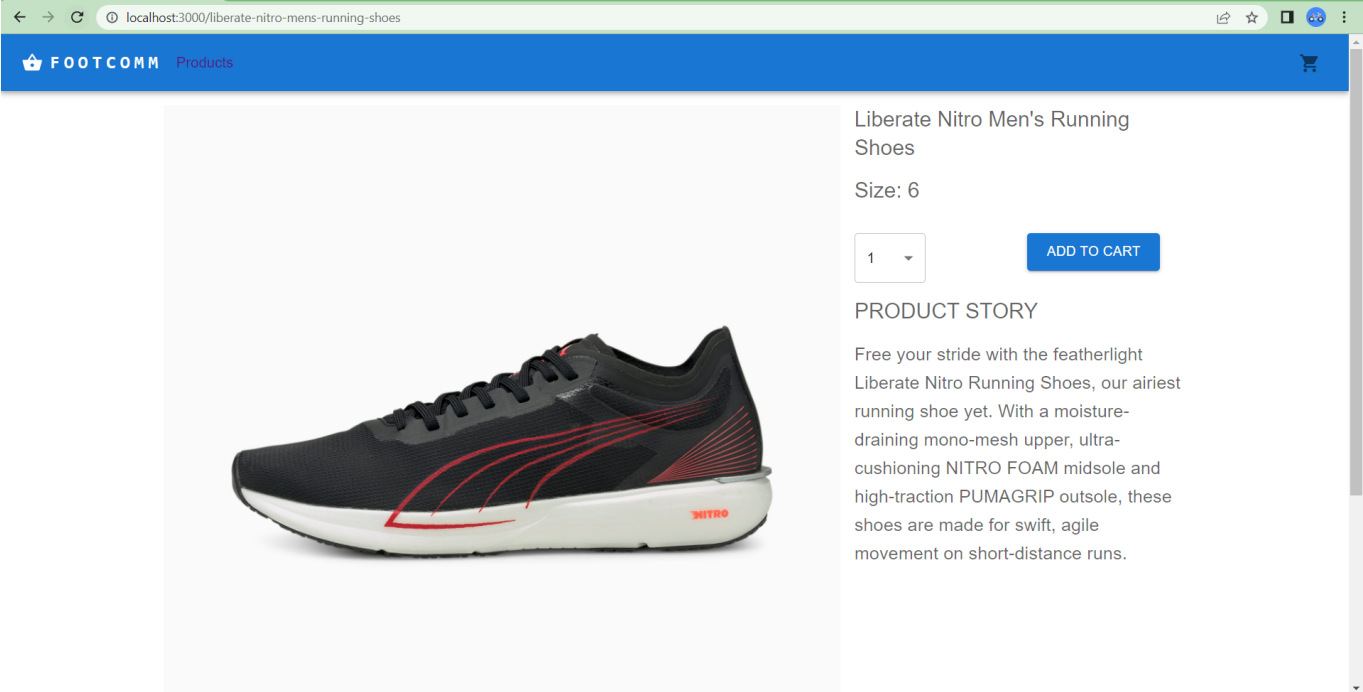 localhost:3000/liberate-nitro-mens-running-shoes
FOOTCOMM Products
Liberate Nitro Men's Running
Shoes
Size: 6
1
ADD TO CART
PRODUCT STORY
Free your stride with the featherlight
Liberate Nitro Running Shoes, our airiest
running shoe yet. With a moisture-
draining mono-mesh upper, ultra-
cushioning NITRO FOAM midsole and
high-traction PUMAGRIP outsole, these
shoes are made for swift, agile
movement on short-distance runs.
NITRO